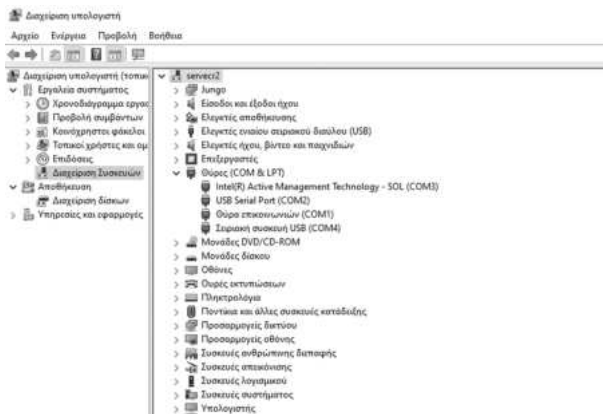 Διαχείριση υπολογιστή
Αρχείο Ενέργεια Προβολή Βοήθεια
Διαχείριση υπολογιστή (τοπικ
Εργαλεία συστήματος
Χρονοδιάγραμμα εργασ
Προβολή συμβάντων
Κοινόχρηστοι φάκελοι
Τοπικοί χρήστες και ομ
Επιδόσεις
Διαχείριση Συσκευών
Αποθήκευση
Διαχείριση δίσκων
Υπηρεσίες και εφαρμογές
servecr2
Jungo
Είσοδοι και έξοδοι ήχου
Ελεγκτές αποθήκευσης
Ελεγκτές ενιαίου σειριακού διαύλου (USB)
Ελεγκτές ήχου, βίντεο και παιχνιδιών
Επεξεργαστές
Θύρες (COM & LPT)
Intel(R) Active Management Technology - SOL (COM3)
USB Serial Port (COM2)
Θύρα επικοινωνιών (COM1)
Σειριακή συσκευή USB (COM4)
Μονάδες DVD/CD-ROM
Μονάδες δίσκου
Οθόνες
Ουρές εκτυπώσεων
Πληκτρολόγια
Ποντίκια και άλλες συσκευές κατάδειξης
Προσαρμογείς δικτύου
Προσαρμογείς οθόνης
Συσκευές ανθρώπινης διεπαφής
Συσκευές απεικόνισης
Συσκευές λογισμικού
Συσκευές συστήματος
Υπολογιστής